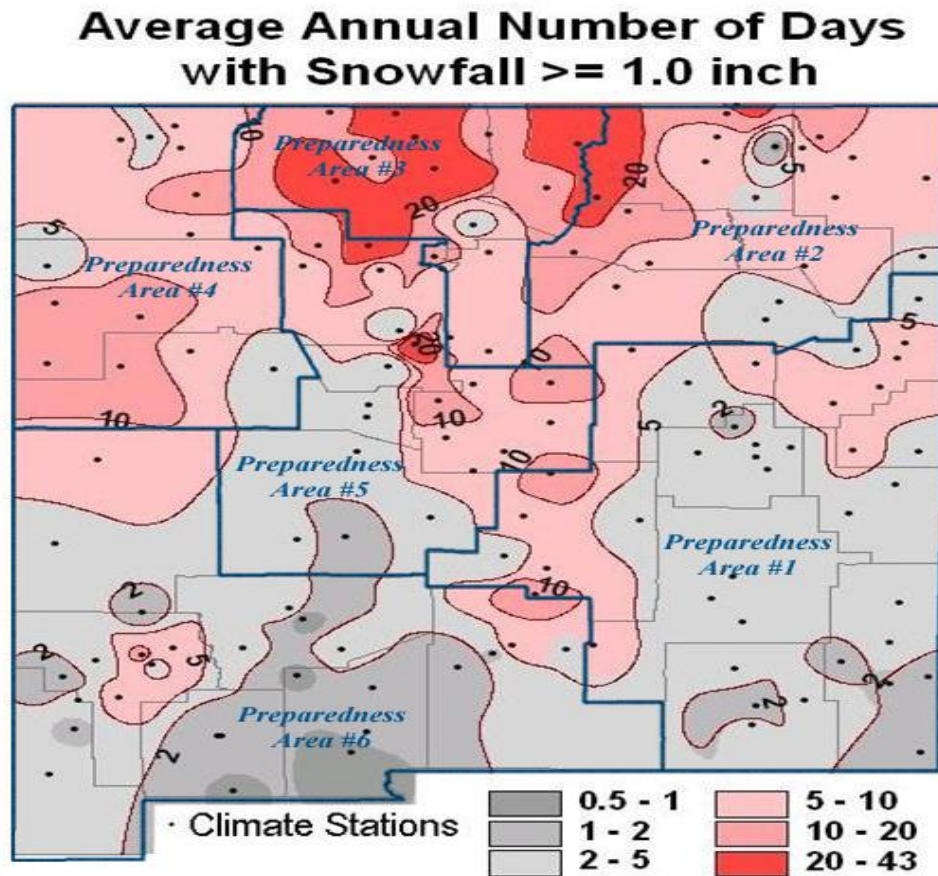 Average Annual Number of Days
with Snowfall >= 1.0 inch
Preparedness
Area #3
20
20
5
5
Preparedness
Area #2
Preparedness
Area #4
5
20
10
10
10
2
5
10
Preparedness
Area #5
Preparedness
Area #1
10
2
2
5
2
2
2
Preparedness
Area #6
· Climate Stations
0.5 - 1
1 - 2
2 - 5
5 - 10
10 - 20
20 - 43